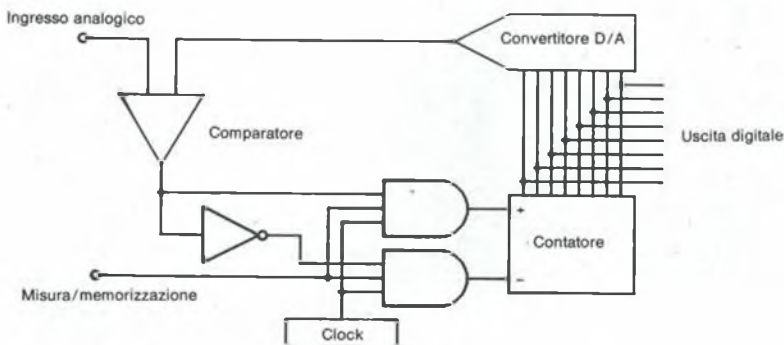 Ingresso analogico
Convertitore D/A
Comparatore
Uscita digitale
+
Contatore
−
Misura/memorizzazione
Clock